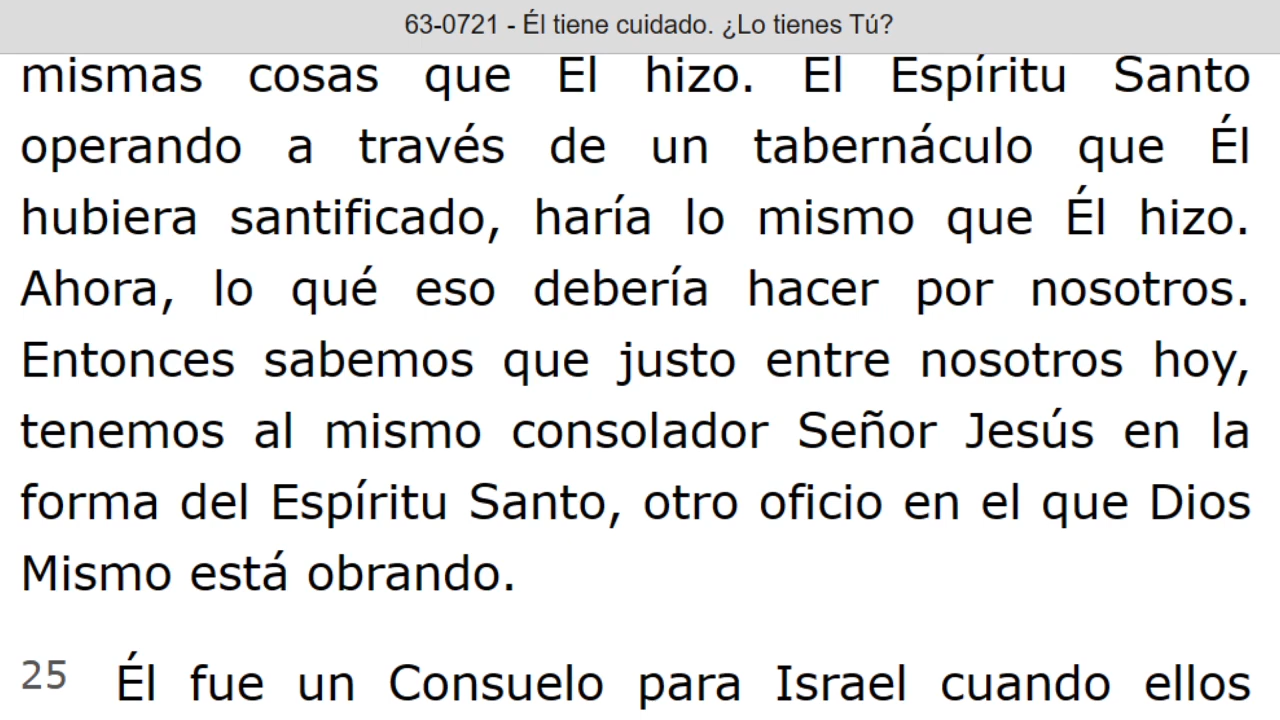 63-0721 - Él tiene cuidado. ¿Lo tienes Tú?
mismas cosas que Él hizo. El Espíritu Santo
operando a través de un tabernáculo que Él
hubiera santificado, haría lo mismo que Él hizo.
Ahora, lo qué eso debería hacer por nosotros.
Entonces sabemos que justo entre nosotros hoy,
tenemos al mismo consolador Señor Jesús en la
forma del Espíritu Santo, otro oficio en el que Dios
Mismo está obrando.
25 Él fue un Consuelo para Israel cuando ellos